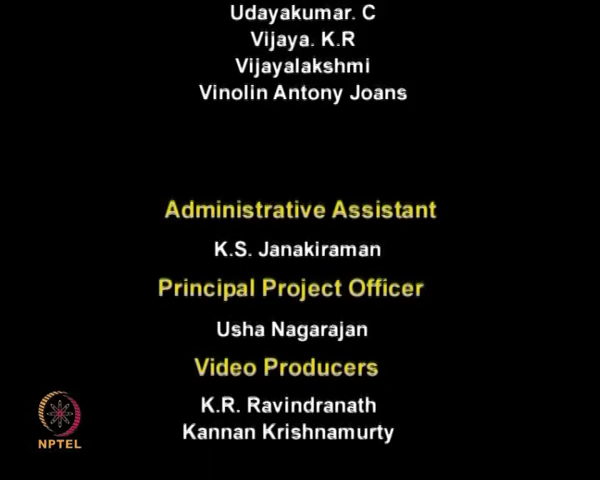 Udayakumar. C
Vijaya. K.R
Vijayalakshmi
Vinolin Antony Joans
Administrative Assistant
K.S. Janakiraman
Principal Project Officer
Usha Nagarajan
Video Producers
K.R. Ravindranath
Kannan Krishnamurty
NPTEL